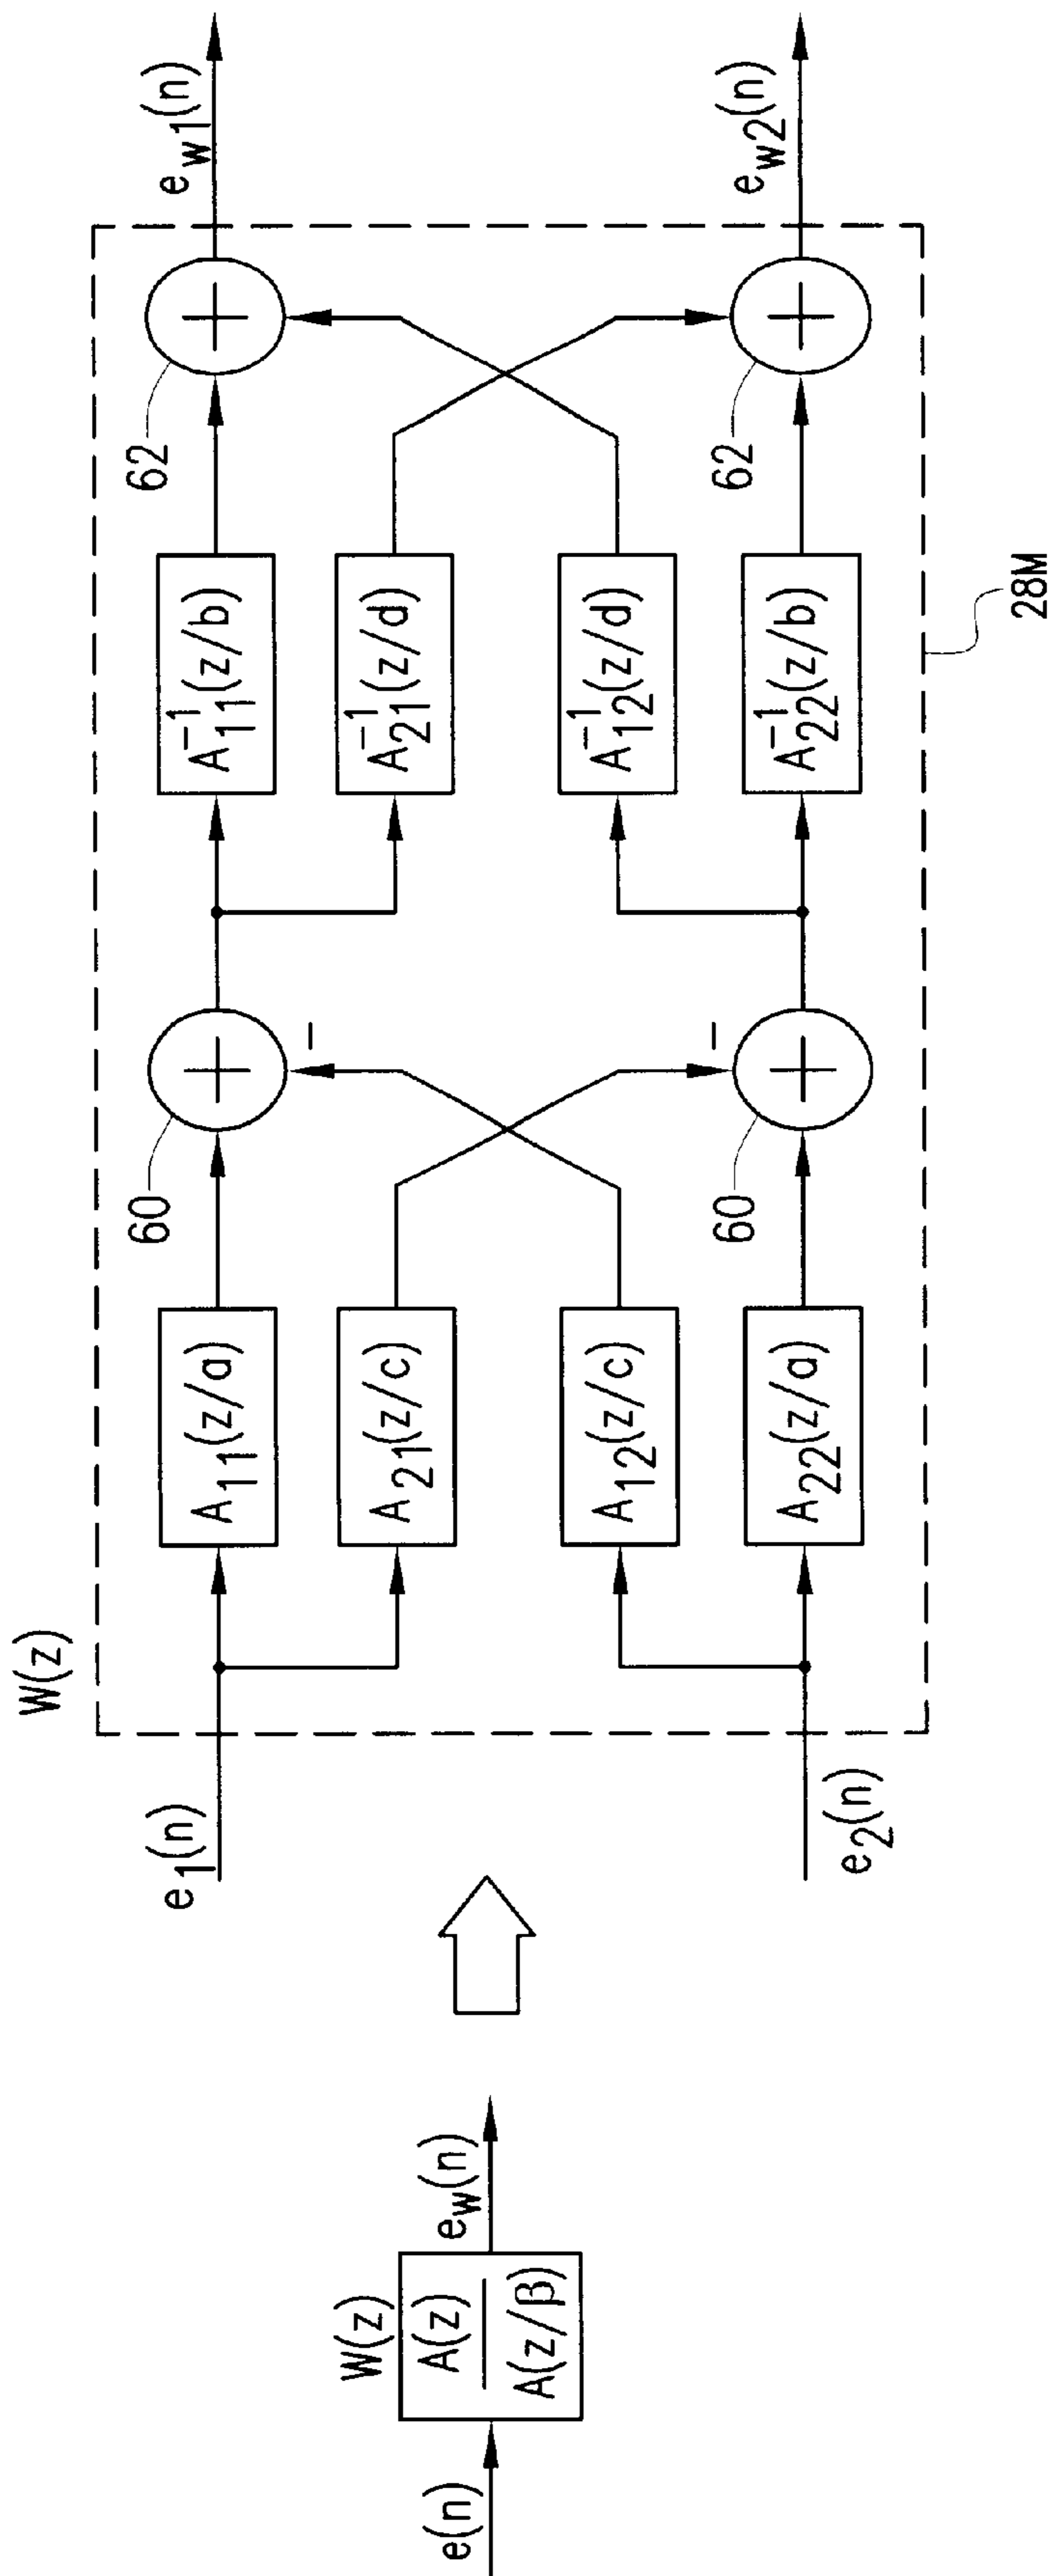 W(z)
e(n)
A(z)
A(z/β)
e_w(n)
W(z)
e_1(n)
e_2(n)
A_11(z/a)
A_21(z/c)
A_12(z/c)
A_22(z/a)
60
+
−
60
+
−
A_11^−1(z/b)
A_21^−1(z/d)
A_12^−1(z/d)
A_22^−1(z/b)
62
+
62
+
e_w1(n)
e_w2(n)
28M